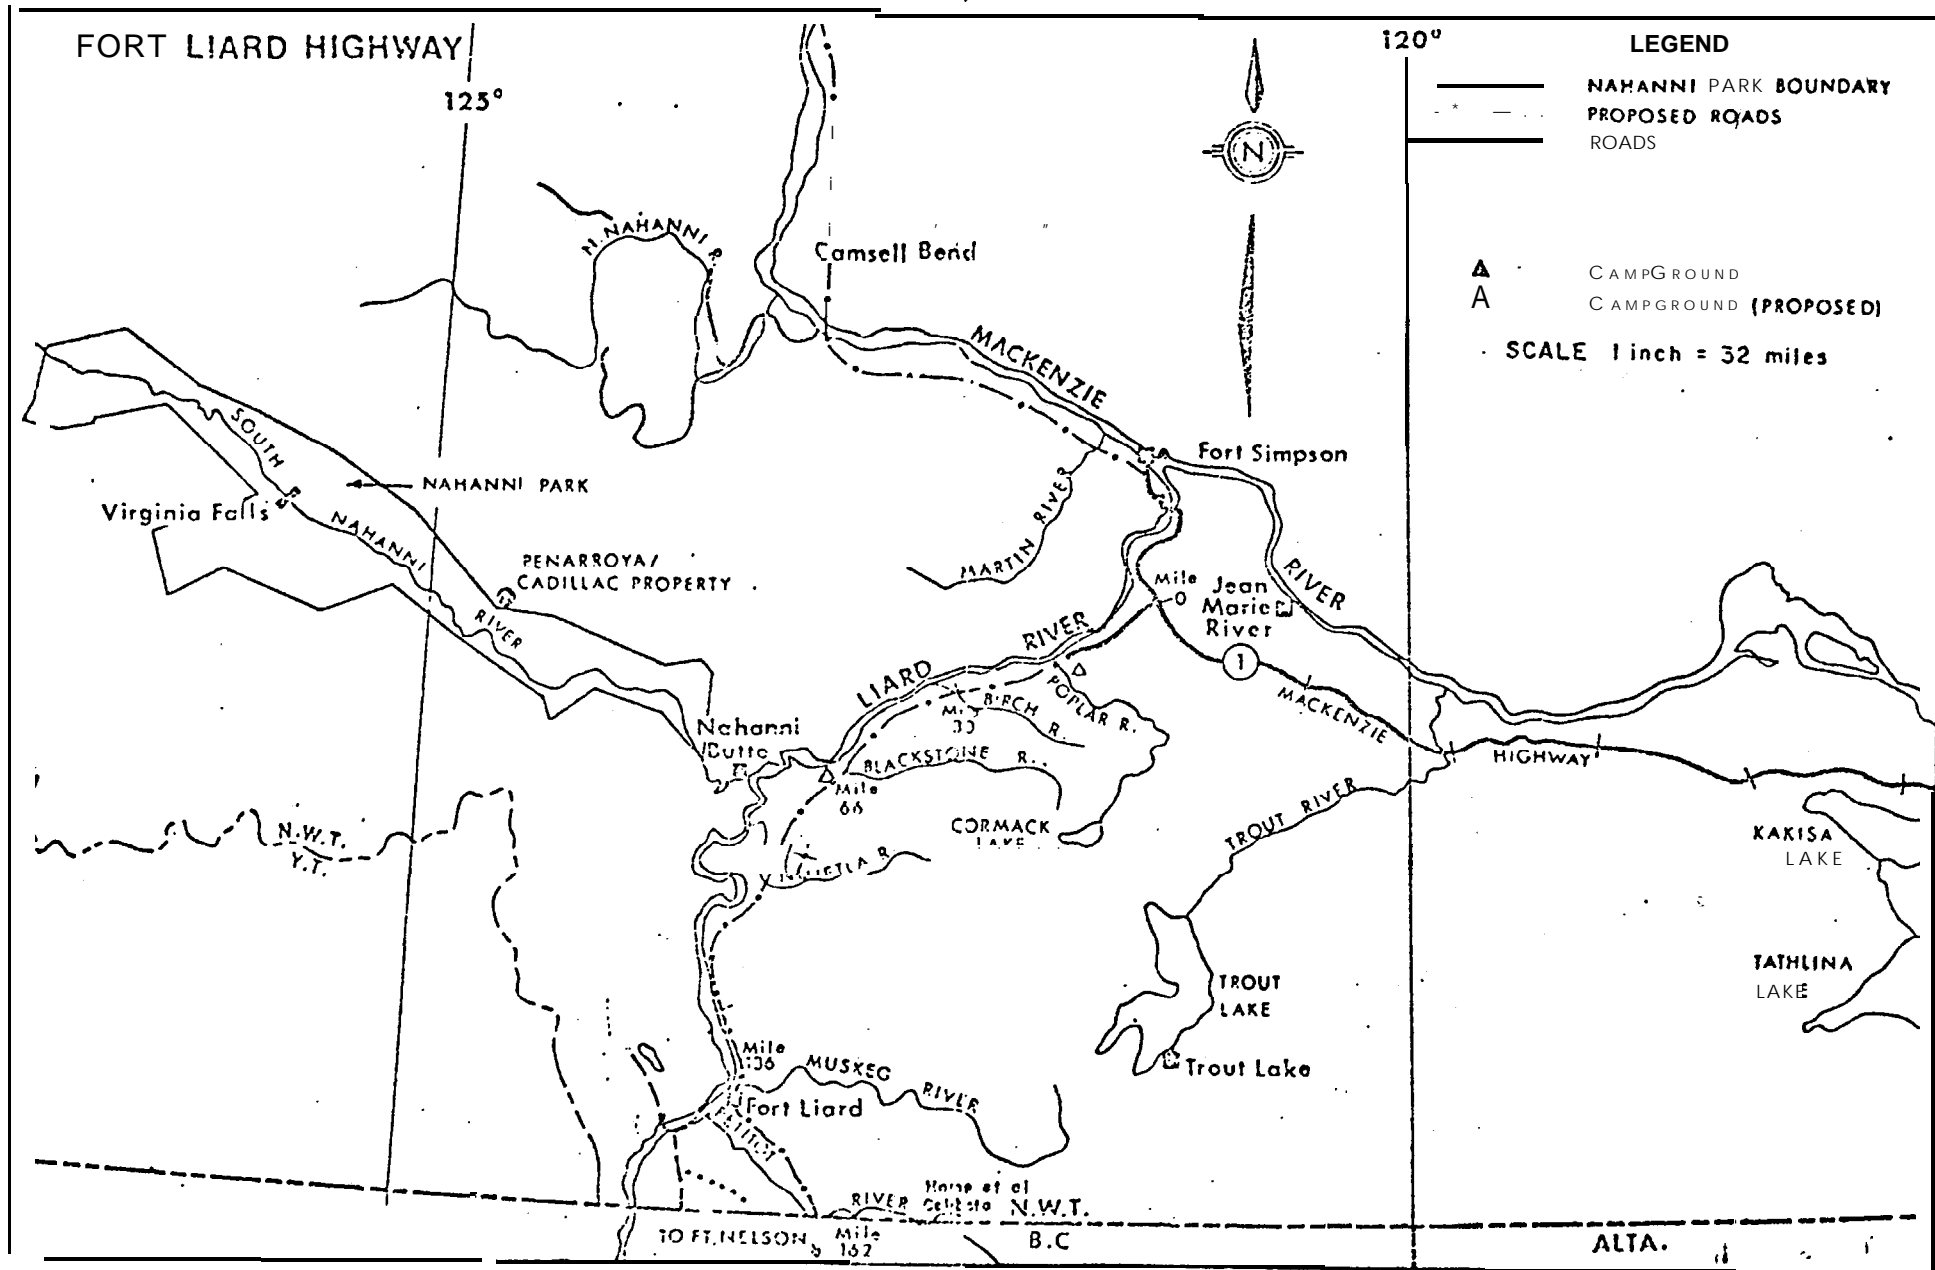 FORT LIARD HIGHWAY
125°
120°
LEGEND
NAHANNI PARK BOUNDARY
PROPOSED ROADS
ROADS
CAMPGROUND
A CAMPGROUND (PROPOSED)
SCALE 1 inch = 32 miles
N
N. NAHANNI R.
Camsell Bend
MACKENZIE
RIVER
Fort Simpson
SOUTH
NAHANNI
RIVER
NAHANNI PARK
Virginia Falls
PENARROYA/
CADILLAC PROPERTY
MARTIN RIVER
Mile
0
Jean
Marie
River
1
LIARD RIVER
POPLAR R.
BIRCH R.
30
BLACKSTONE R.
Mile
66
Nahanni
Butte
MACKENZIE
HIGHWAY
TROUT RIVER
CORMACK
LAKE
KAKISA
LAKE
TATHLINA
LAKE
N.W.T.
Y.T.
TROUT
LAKE
Trout Lake
Mile
136
MUSKEG RIVER
Fort Liard
RIVER
N.W.T.
TO FT. NELSON
Mile
162
B.C
ALTA.